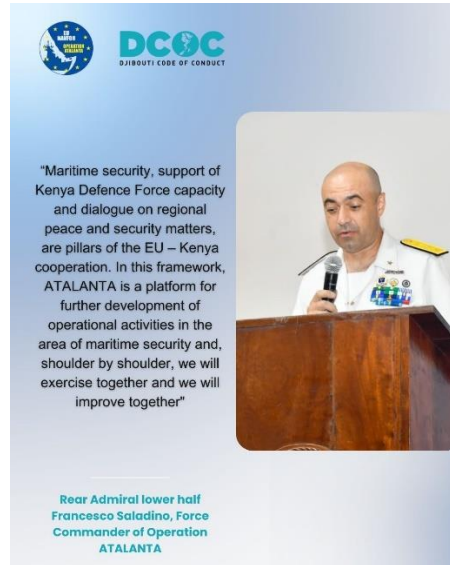 EU
NAVFOR
OPERATION
ATALANTA
DCOC
DJIBOUTI CODE OF CONDUCT
"Maritime security, support of
Kenya Defence Force capacity
and dialogue on regional
peace and security matters,
are pillars of the EU – Kenya
cooperation. In this framework,
ATALANTA is a platform for
further development of
operational activities in the
area of maritime security and,
shoulder by shoulder, we will
exercise together and we will
improve together"
Rear Admiral lower half
Francesco Saladino, Force
Commander of Operation
ATALANTA